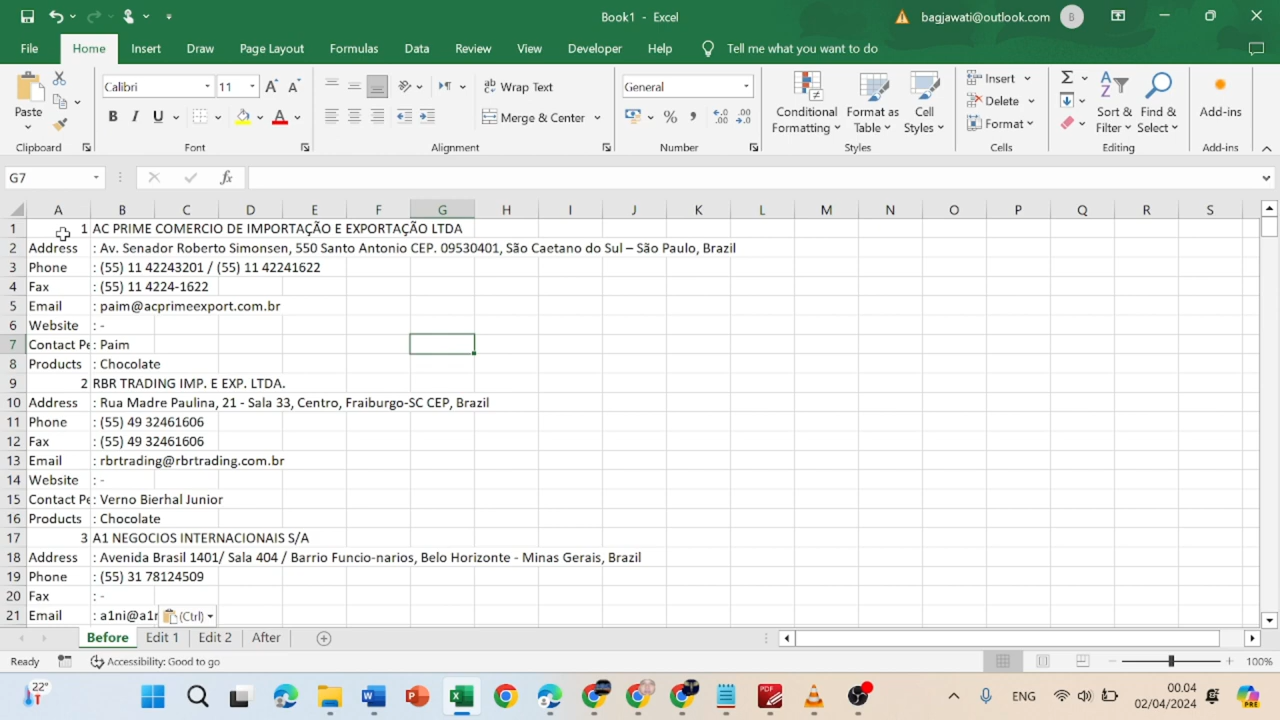 Book1 - Excel
bagjawati@outlook.com
B
File Home Insert Draw Page Layout Formulas Data Review View Developer Help Tell me what you want to do
Paste
Clipboard
Calibri 11
B I U A
Font
Wrap Text
Merge & Center
Alignment
General
% 9
Number
Conditional Formatting
Format as Table
Cell Styles
Styles
Insert
Delete
Format
Cells
Sort & Filter
Find & Select
Editing
Add-ins
Add-ins
G7 fx
A B C D E F G H I J K L M N O P Q R S
1 1 AC PRIME COMERCIO DE IMPORTAÇÃO E EXPORTAÇÃO LTDA
2 Address : Av. Senador Roberto Simonsen, 550 Santo Antonio CEP. 09530401, São Caetano do Sul – São Paulo, Brazil
3 Phone : (55) 11 42243201 / (55) 11 42241622
4 Fax : (55) 11 4224-1622
5 Email : paim@acprimeexport.com.br
6 Website : -
7 Contact Pe : Paim
8 Products : Chocolate
9 2 RBR TRADING IMP. E EXP. LTDA.
10 Address : Rua Madre Paulina, 21 - Sala 33, Centro, Fraiburgo-SC CEP, Brazil
11 Phone : (55) 49 32461606
12 Fax : (55) 49 32461606
13 Email : rbrtrading@rbrtrading.com.br
14 Website : -
15 Contact Pe : Verno Bierhal Junior
16 Products : Chocolate
17 3 A1 NEGOCIOS INTERNACIONAIS S/A
18 Address : Avenida Brasil 1401/ Sala 404 / Barrio Funcio-narios, Belo Horizonte - Minas Gerais, Brazil
19 Phone : (55) 31 78124509
20 Fax : -
21 Email : a1ni@a1r (Ctrl)
Before Edit 1 Edit 2 After
Ready Accessibility: Good to go 100%
22° ENG 00.04
02/04/2024